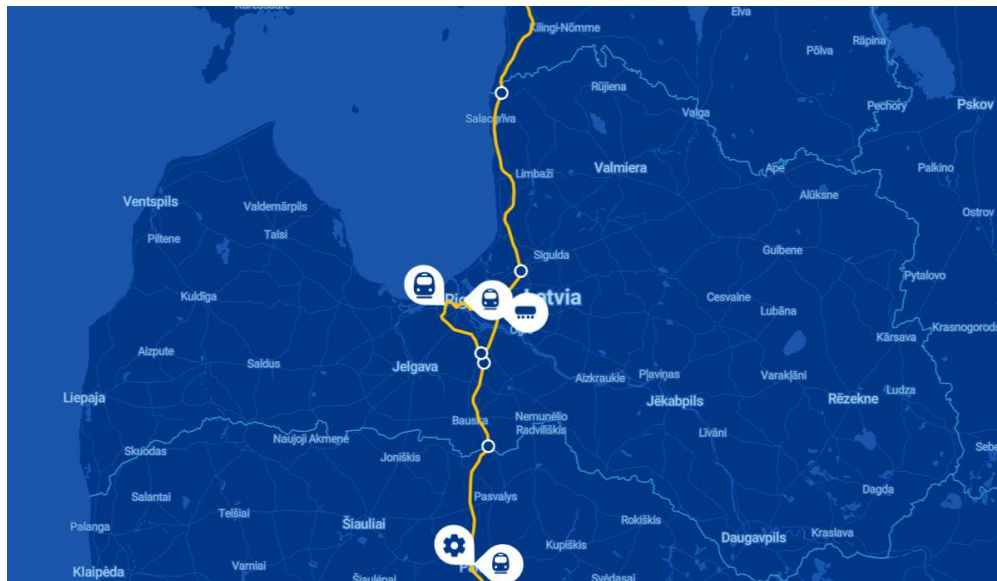 Kilingi-Nõmme
Elva
Põlva
Räpina
Rūjiena
Valga
Pechory
Pskov
Salacgrīva
Limbaži
Valmiera
Ape
Palkino
Alūksne
Ventspils
Valdemārpils
Ostrov
Piltene
Talsi
Sigulda
Gulbene
Pytalovo
Kuldīga
Latvia
Cesvaine
Lubāna
Krasnogorods
Kārsava
Aizpute
Saldus
Jelgava
Aizkraukle
Pļaviņas
Varakļāni
Ludza
Liepaja
Jēkabpils
Rēzekne
Bauska
Nemunėlio
Radviliškis
Līvāni
Skuodas
Naujoji Akmenė
Joniškis
Salantai
Pasvalys
Dagda
Telšiai
Palanga
Šiauliai
Rokiškis
Daugavpils
Kraslava
Kupiškis
Klaipėda
Varniai
Šiaulėnai
Svėdasai